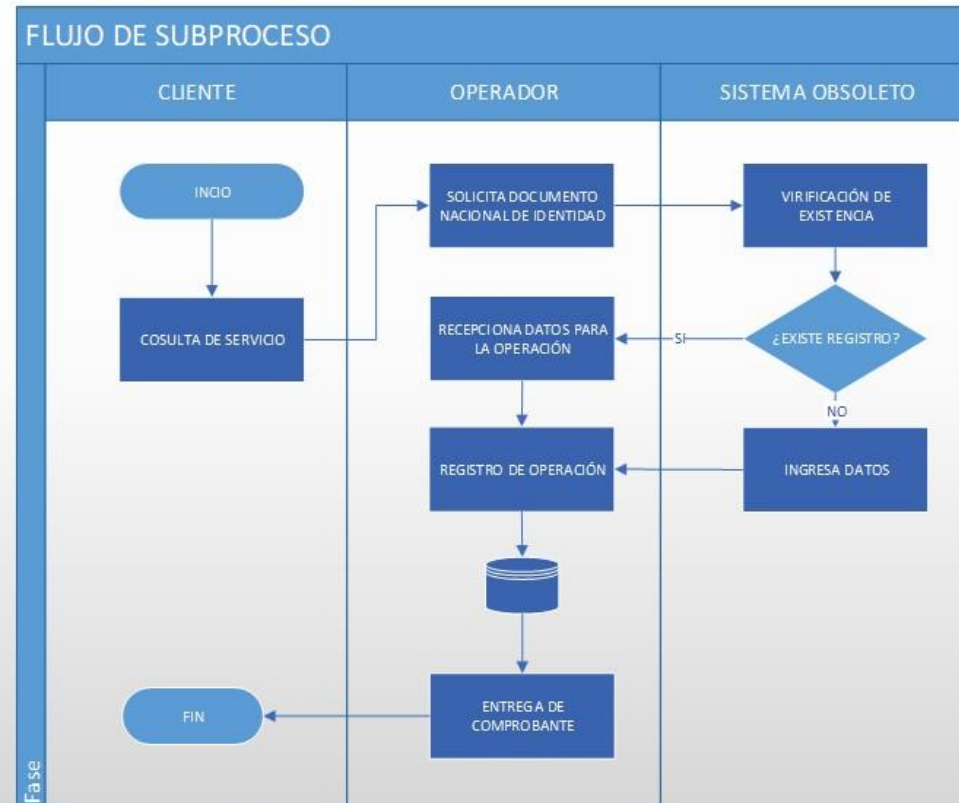 FLUJO DE SUBPROCESO
CLIENTE
OPERADOR
SISTEMA OBSOLETO
INCIO
SOLICITA DOCUMENTO
NACIONAL DE IDENTIDAD
VIRIFICACIÓN DE
EXISTENCIA
COSULTA DE SERVICIO
RECEPCIONA DATOS PARA
LA OPERACIÓN
SI
¿EXISTE REGISTRO?
NO
REGISTRO DE OPERACIÓN
INGRESA DATOS
FIN
ENTREGA DE
COMPROBANTE
Fase